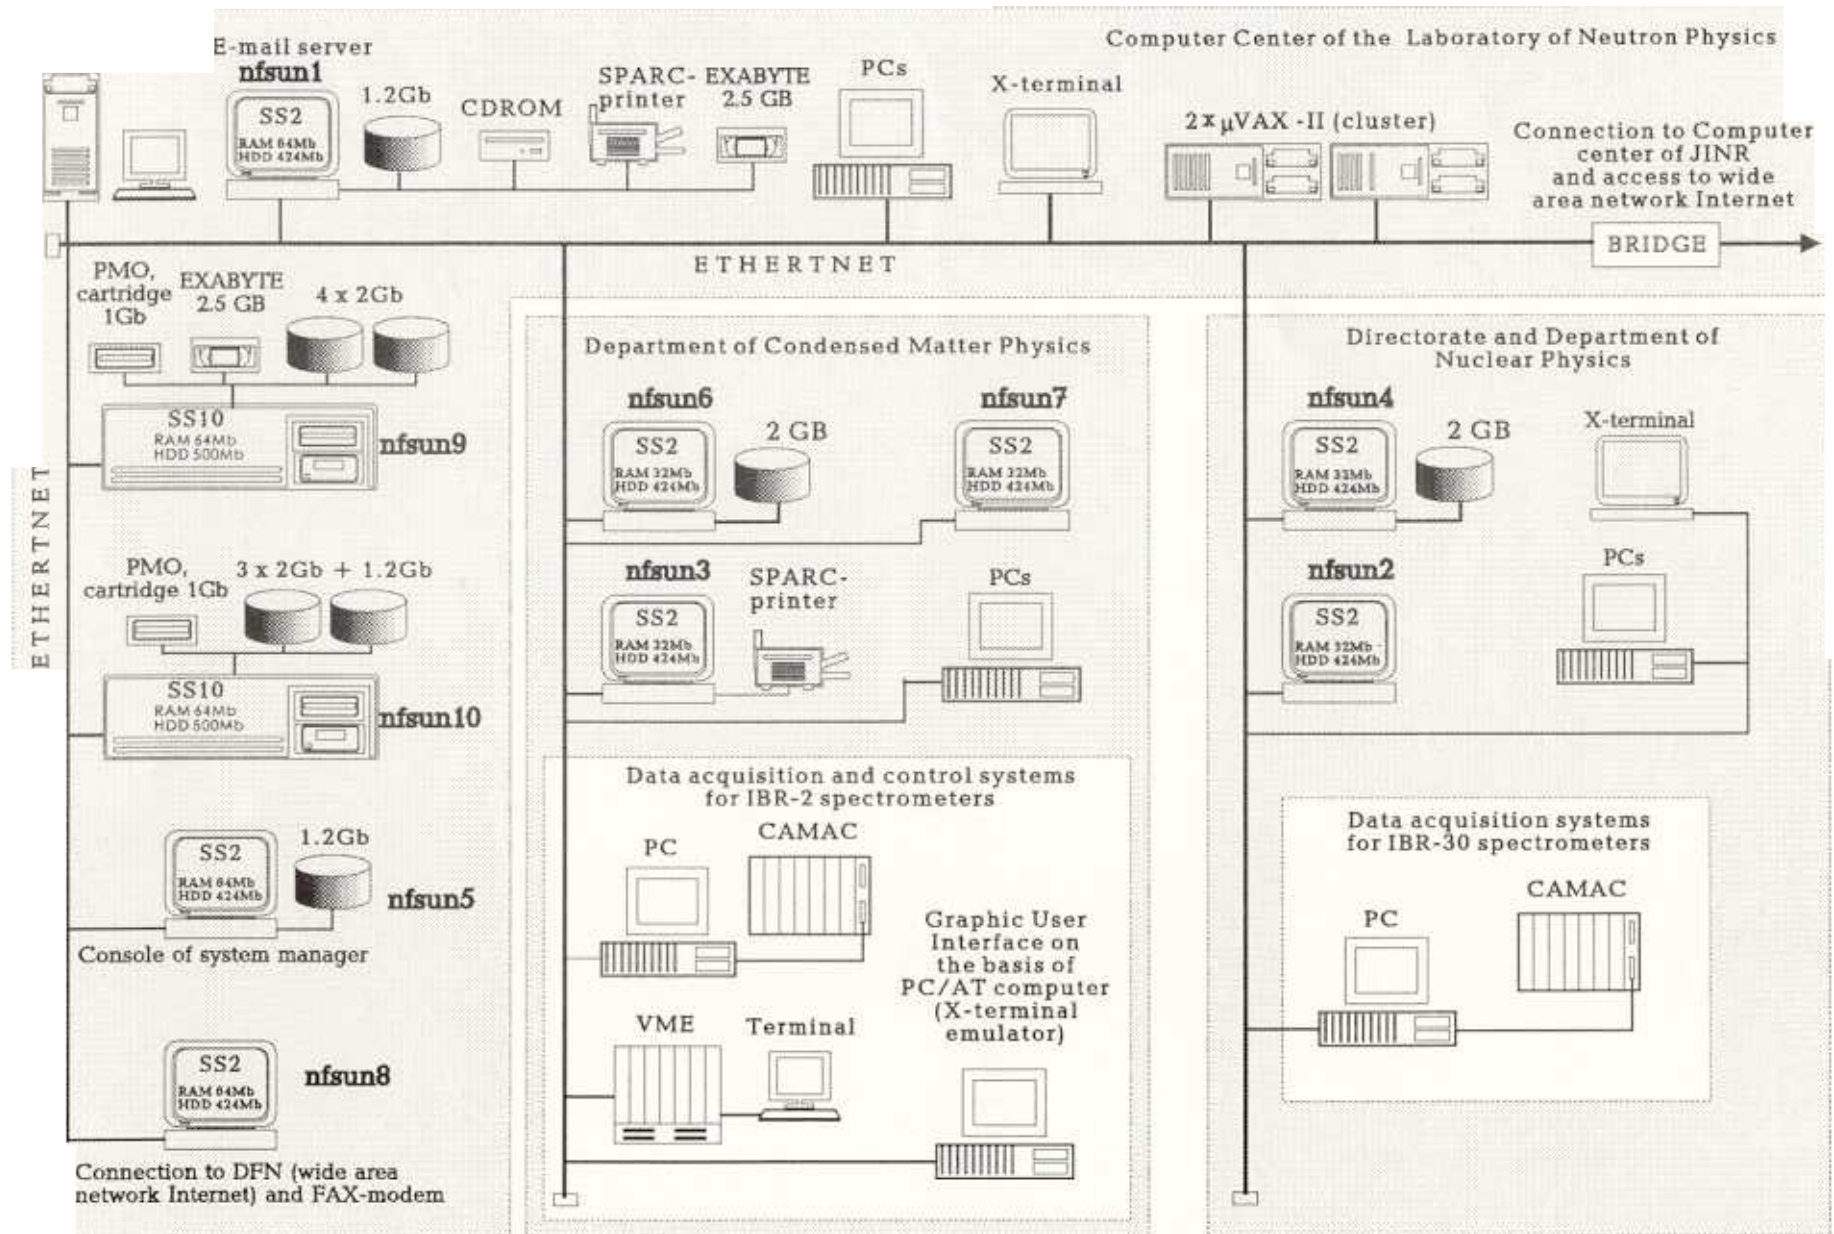 Computer Center of the Laboratory of Neutron Physics
E-mail server
nfsun1
SS2
RAM 64Mb
HDD 424Mb
1.2Gb
CDROM
SPARC-
printer
EXABYTE
2.5 GB
PCs
X-terminal
2xμVAX -II (cluster)
Connection to Computer
center of JINR
and access to wide
area network Internet
BRIDGE
ETHERTNET
ETHERTNET
PMO,
cartridge
1Gb
EXABYTE
2.5 GB
4 x 2Gb
SS10
RAM 64Mb
HDD 500Mb
nfsun9
PMO,
cartridge 1Gb
3 x 2Gb + 1.2Gb
SS10
RAM 64Mb
HDD 500Mb
nfsun10
SS2
RAM 64Mb
HDD 424Mb
1.2Gb
nfsun5
Console of system manager
SS2
RAM 64Mb
HDD 424Mb
nfsun8
Connection to DFN (wide area
network Internet) and FAX-modem
Department of Condensed Matter Physics
nfsun6
SS2
RAM 32Mb
HDD 424Mb
2 GB
nfsun7
SS2
RAM 32Mb
HDD 424Mb
nfsun3
SS2
RAM 32Mb
HDD 424Mb
SPARC-
printer
PCs
Data acquisition and control systems
for IBR-2 spectrometers
PC
CAMAC
VME
Terminal
Graphic User
Interface on
the basis of
PC/AT computer
(X-terminal
emulator)
Directorate and Department of
Nuclear Physics
nfsun4
SS2
RAM 32Mb
HDD 424Mb
2 GB
X-terminal
nfsun2
SS2
RAM 32Mb
HDD 424Mb
PCs
Data acquisition systems
for IBR-30 spectrometers
PC
CAMAC